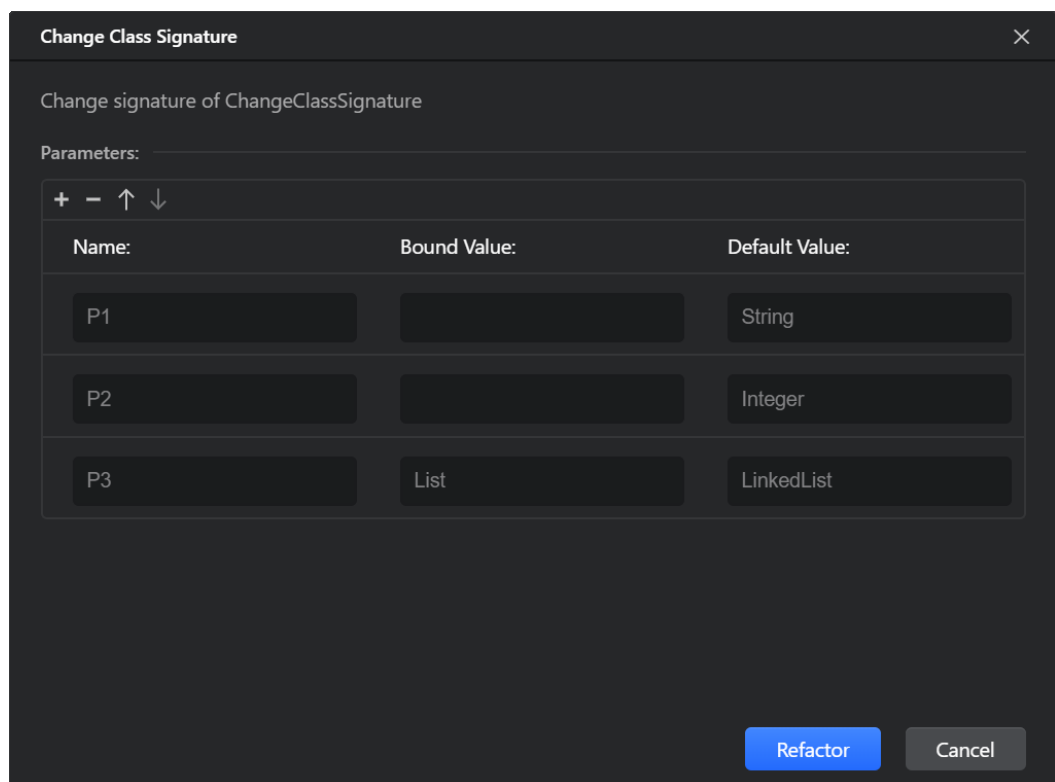 Change Class Signature
Change signature of ChangeClassSignature
Parameters:
Name: Bound Value: Default Value:
P1 String
P2 Integer
P3 List LinkedList
Refactor Cancel